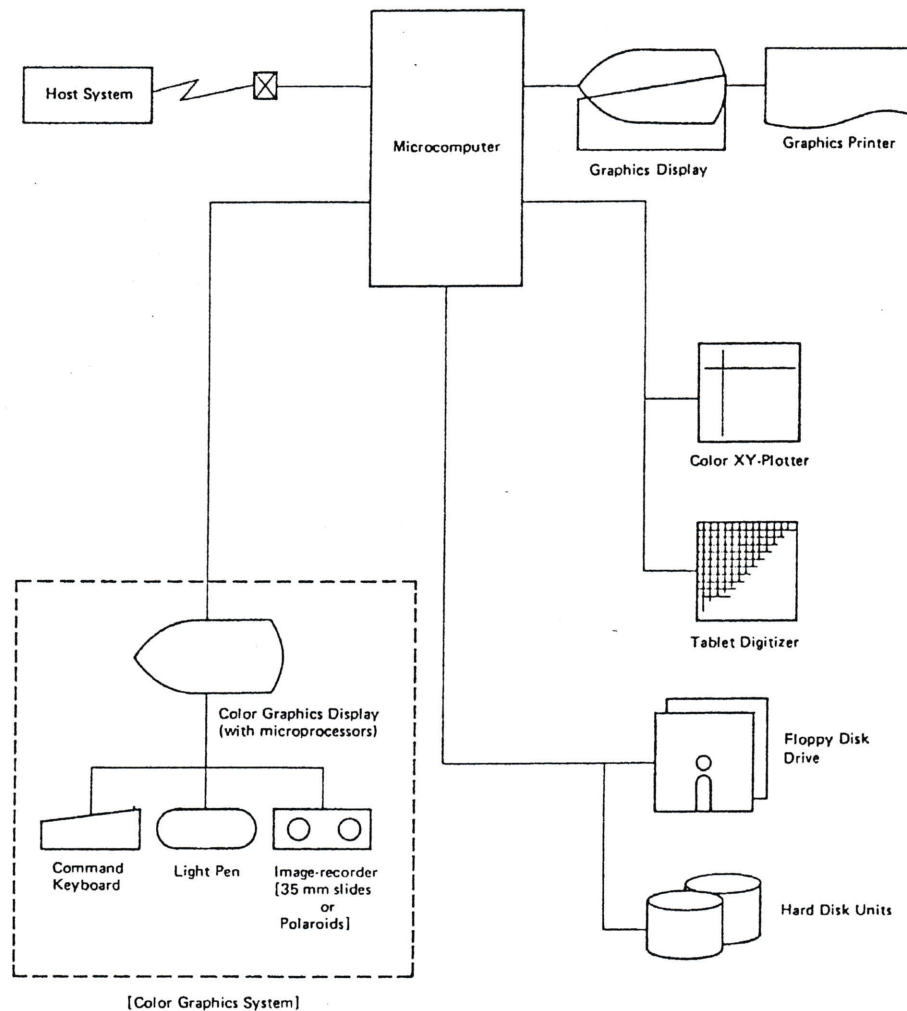 Host System
Microcomputer
Graphics Display
Graphics Printer
Color XY-Plotter
Tablet Digitizer
Color Graphics Display
(with microprocessors)
Floppy Disk
Drive
Command
Keyboard
Light Pen
Image-recorder
[35 mm slides
or
Polaroids]
Hard Disk Units
[Color Graphics System]